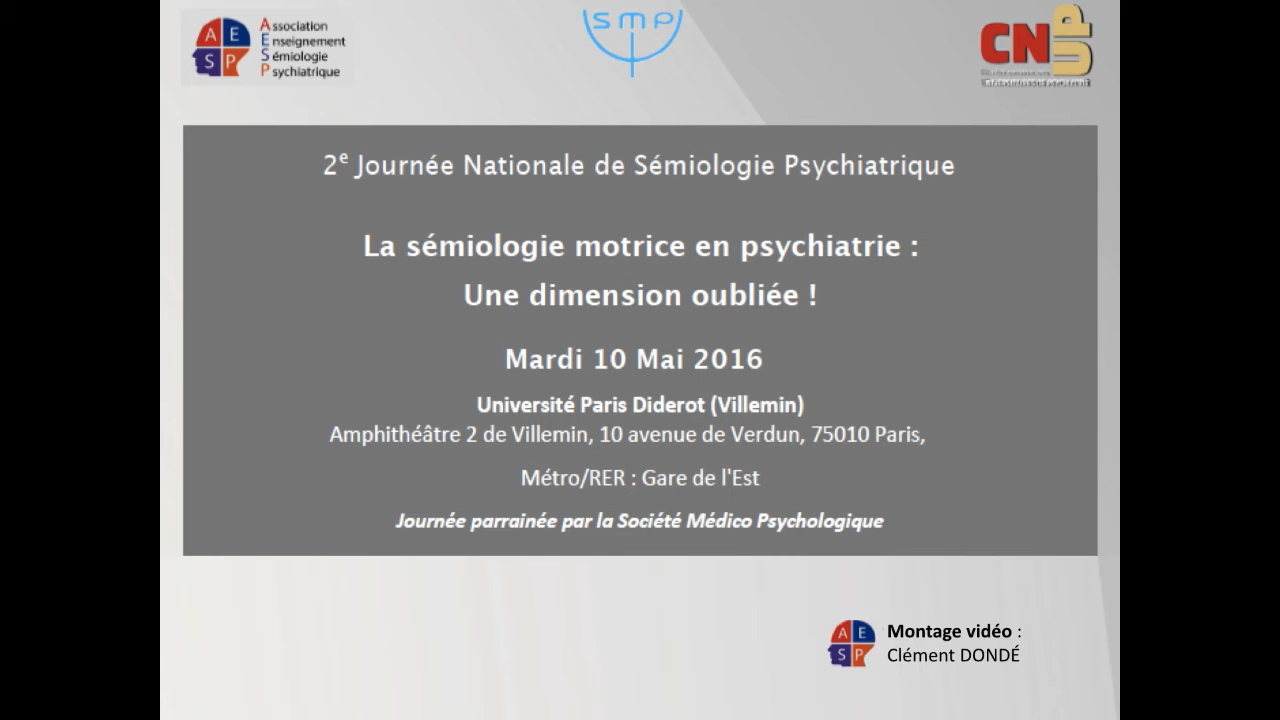 A E S P
Association
Enseignement
Sémiologie
Psychiatrique
smp
CNUP
2e Journée Nationale de Sémiologie Psychiatrique
La sémiologie motrice en psychiatrie :
Une dimension oubliée !
Mardi 10 Mai 2016
Université Paris Diderot (Villemin)
Amphithéâtre 2 de Villemin, 10 avenue de Verdun, 75010 Paris,
Métro/RER : Gare de l'Est
Journée parrainée par la Société Médico Psychologique
A E S P
Montage vidéo :
Clément DONDÉ